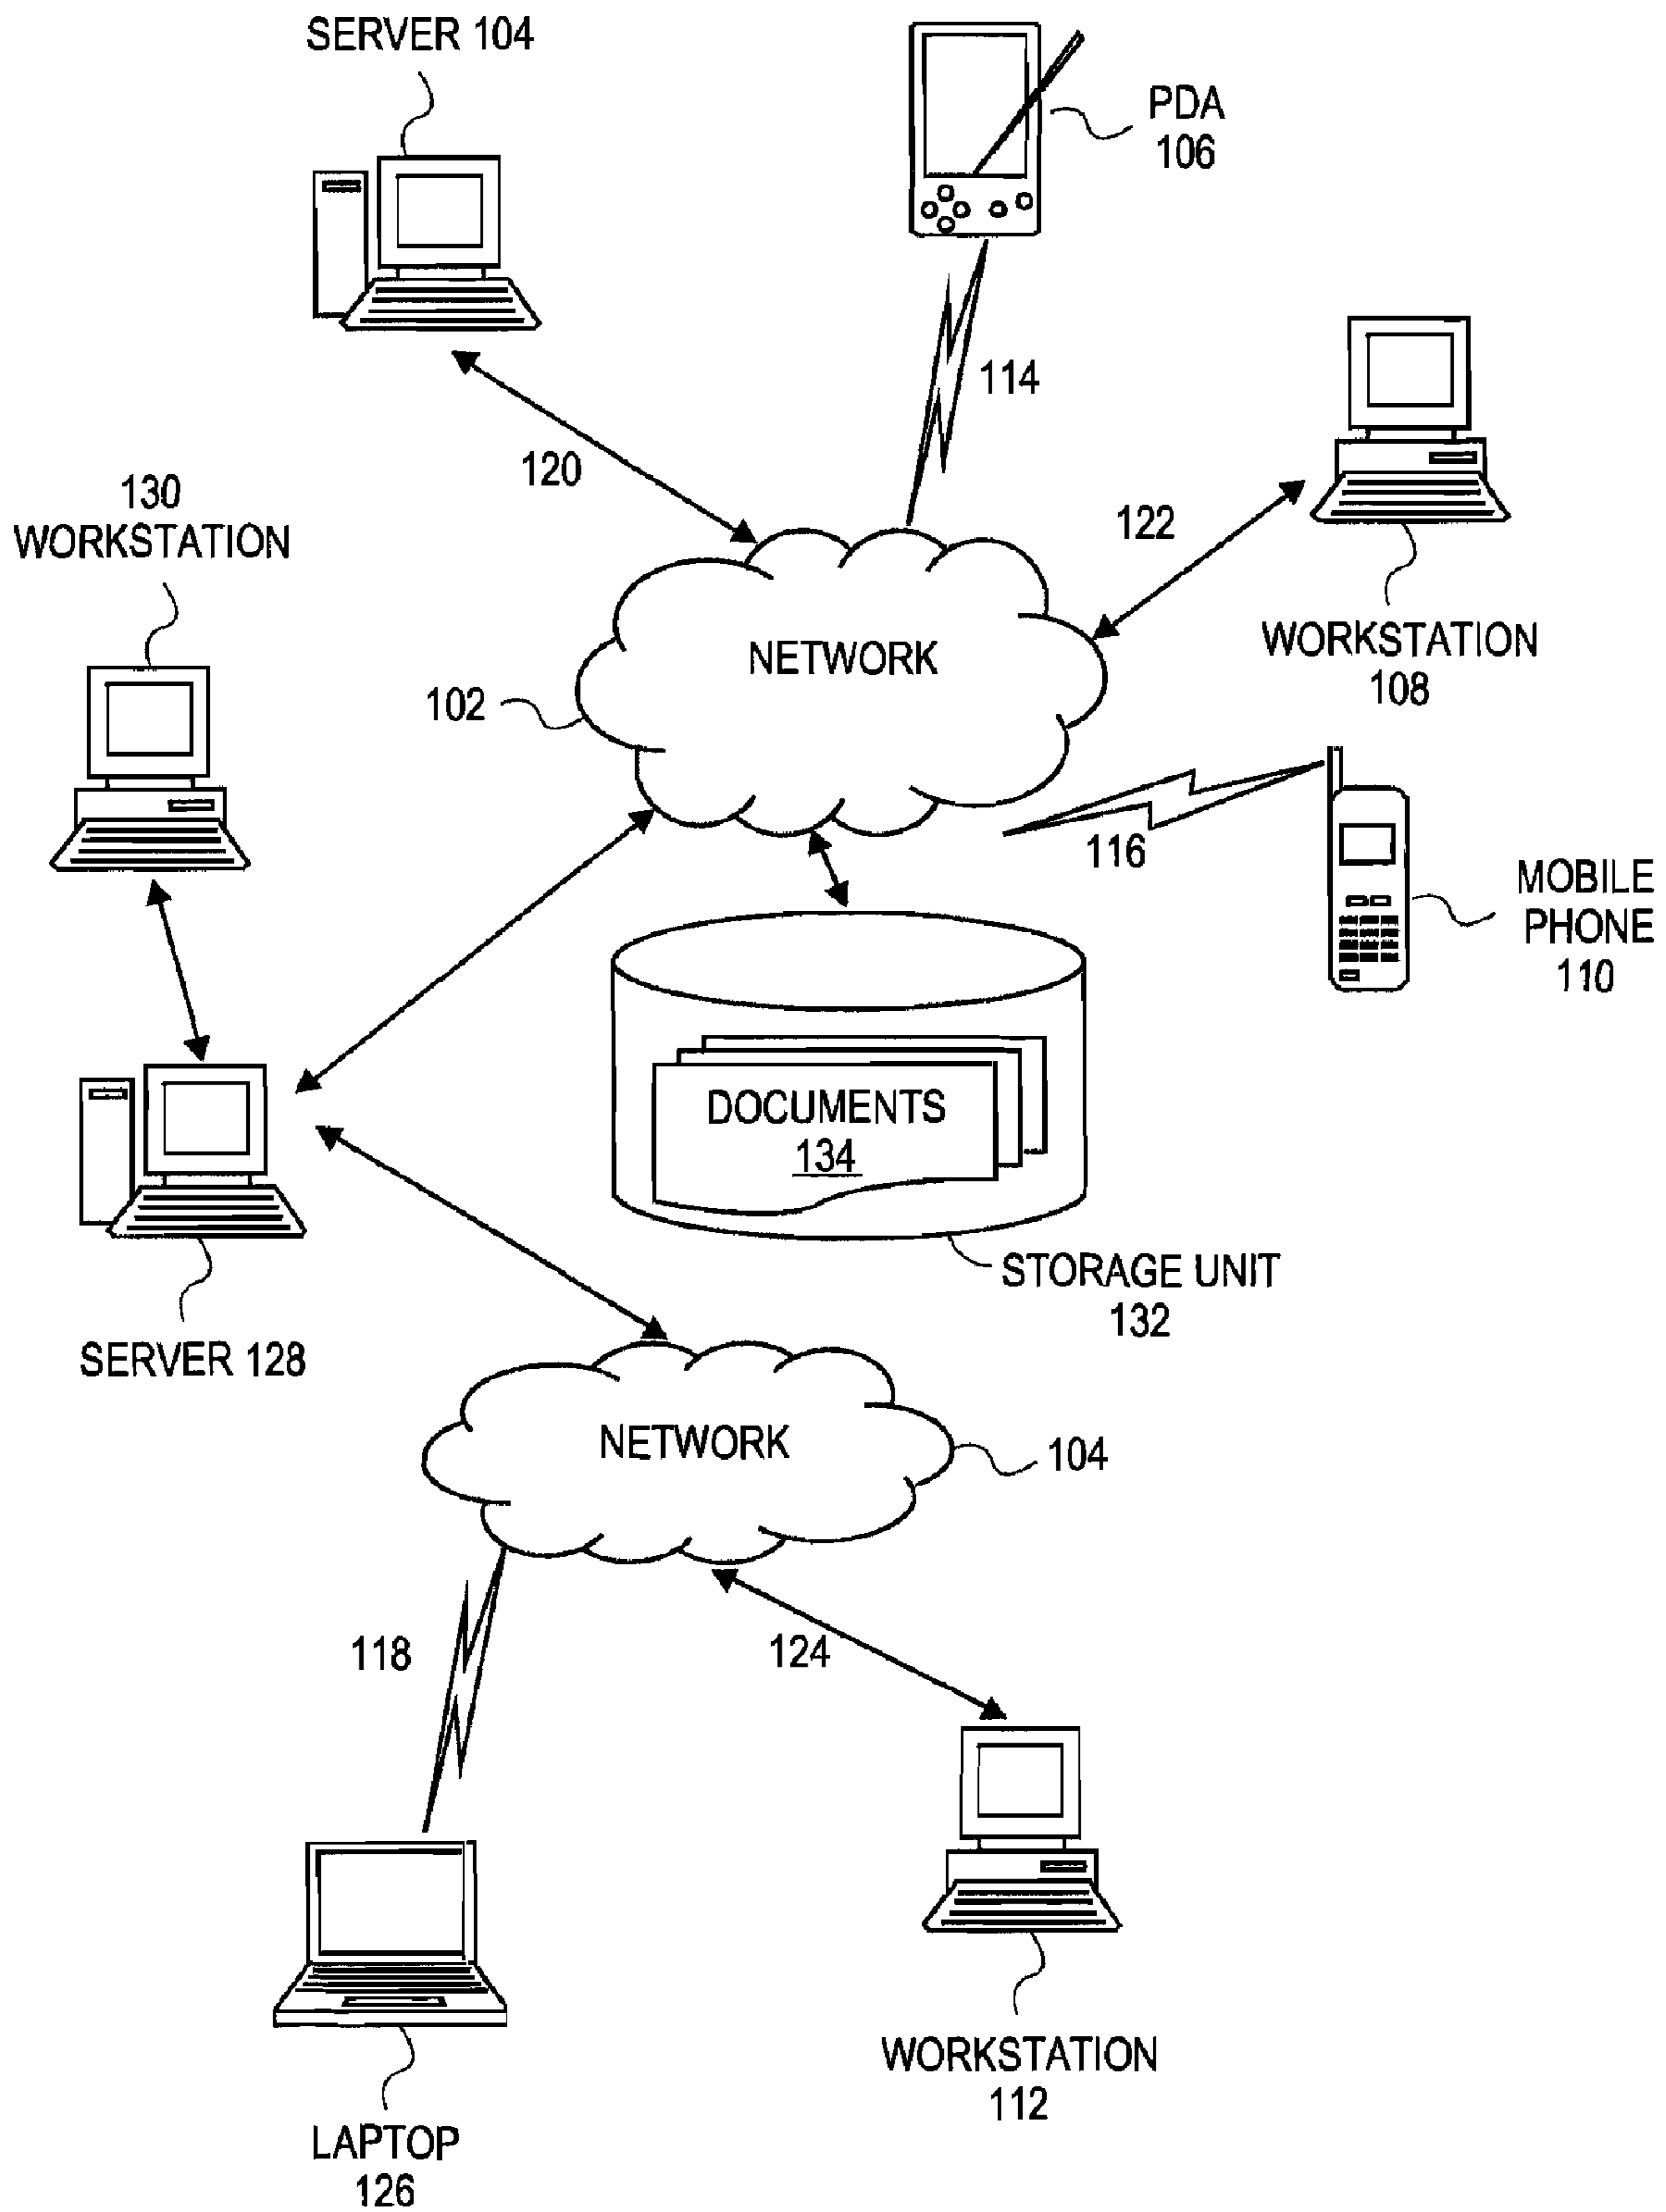 SERVER 104
PDA
106
114
120
130
WORKSTATION
122
NETWORK
WORKSTATION
108
102
116
MOBILE
PHONE
110
DOCUMENTS
134
STORAGE UNIT
132
SERVER 128
NETWORK
104
118
124
WORKSTATION
112
LAPTOP
126